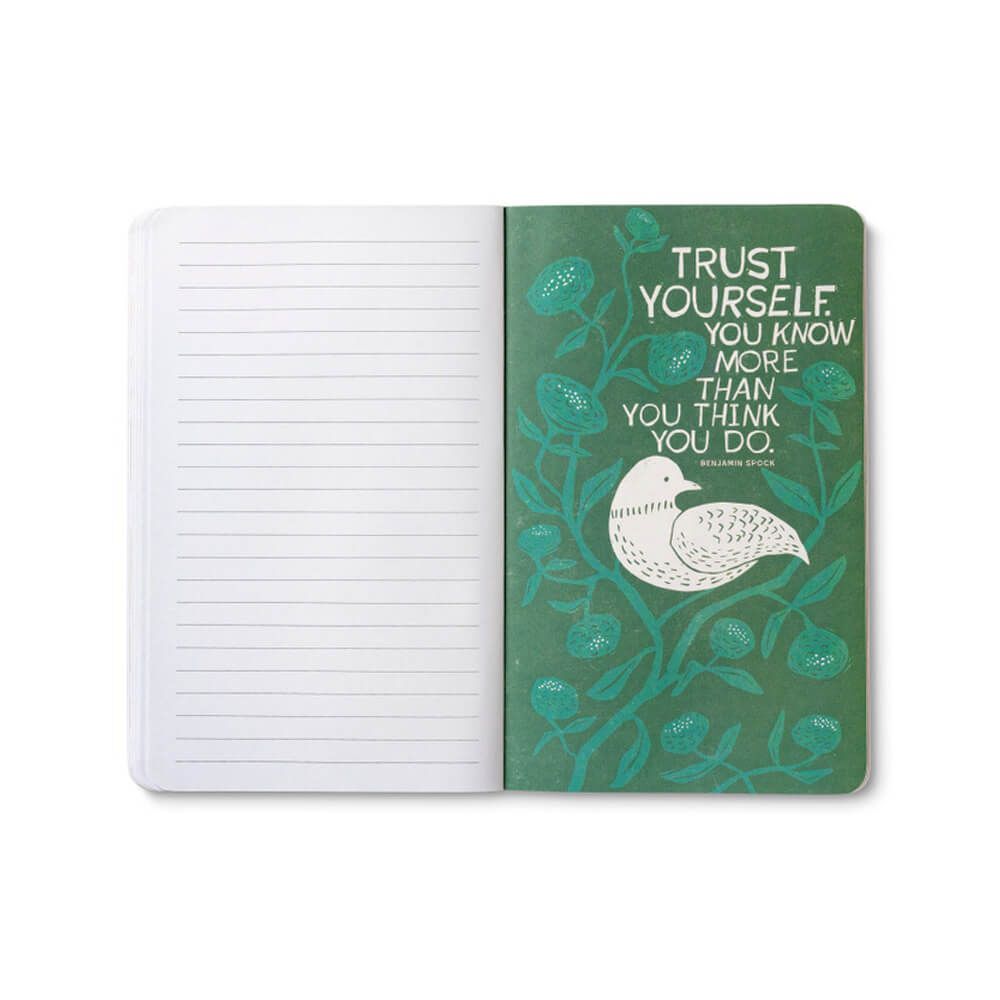 TRUST
YOURSELF.
YOU KNOW
MORE
THAN
YOU THINK
YOU DO.
BENJAMIN SPOCK